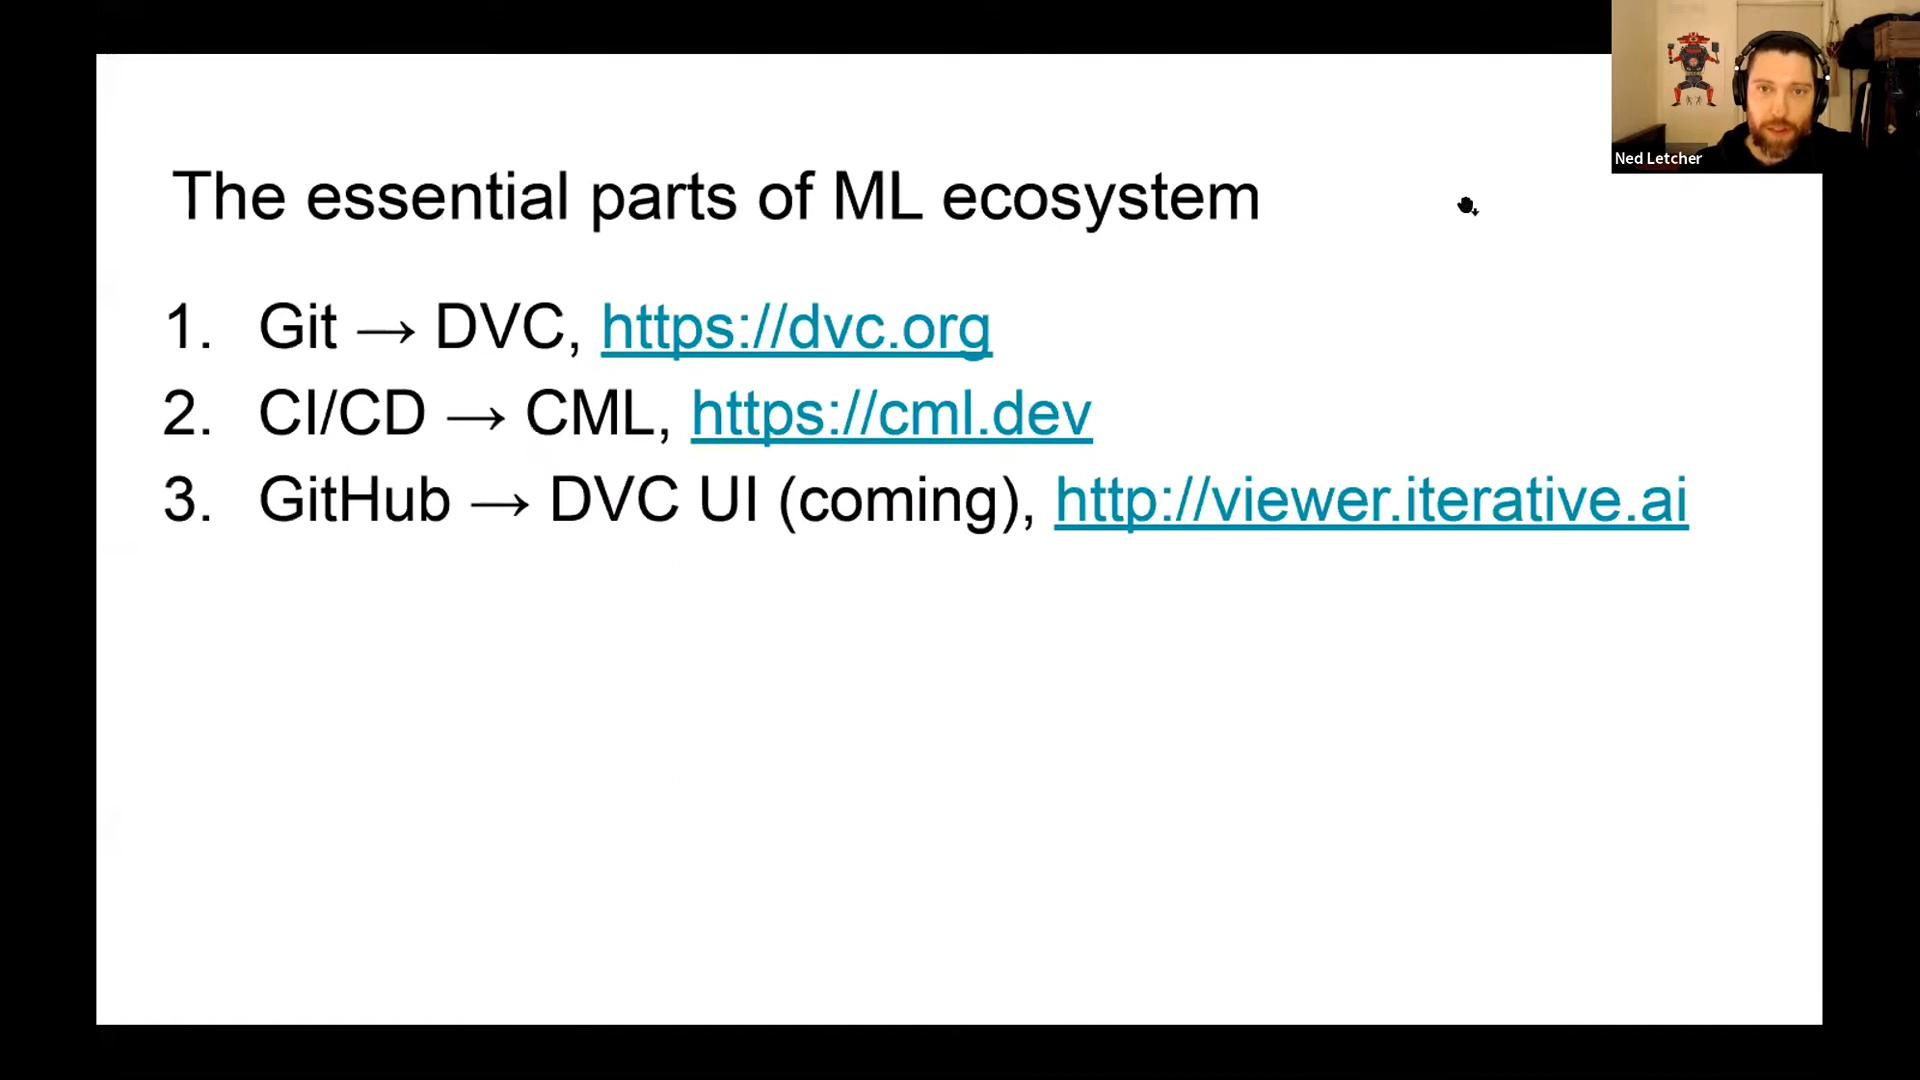 Ned Letcher
The essential parts of ML ecosystem
1. Git → DVC, https://dvc.org
2. CI/CD → CML, https://cml.dev
3. GitHub → DVC UI (coming), http://viewer.iterative.ai